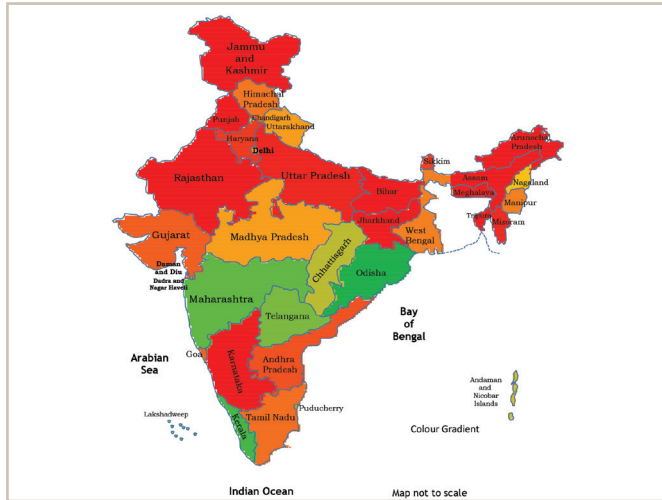 Jammu
and
Kashmir
Himachal
Pradesh
Punjab
Chandigarh
Uttarakhand
Haryana
Delhi
Arunachal
Pradesh
Sikkim
Rajasthan
Uttar Pradesh
Assam
Nagaland
Bihar
Meghalaya
Manipur
Jharkhand
Tripura
Mizoram
Gujarat
Madhya Pradesh
West
Bengal
Chhattisgarh
Daman
and Diu
Dadra and
Nagar Haveli
Odisha
Maharashtra
Telangana
Bay
of
Bengal
Arabian
Sea
Goa
Karnataka
Andhra
Pradesh
Andaman
and
Nicobar
Islands
Lakshadweep
Kerala
Tamil Nadu
Puducherry
Colour Gradient
Indian Ocean
Map not to scale